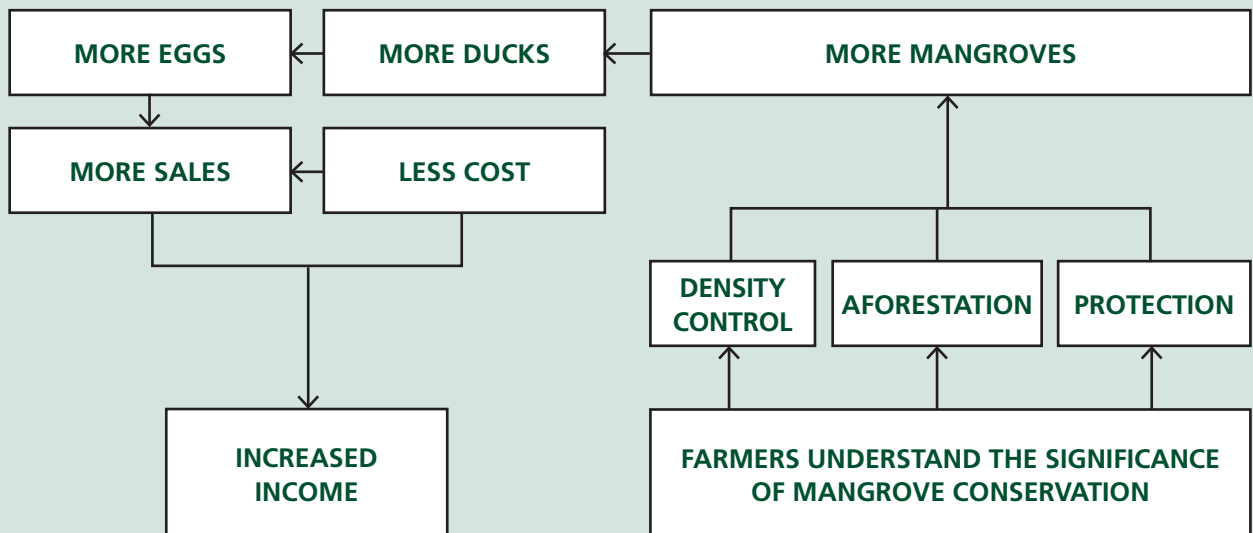 MORE EGGS
MORE DUCKS
MORE MANGROVES
MORE SALES
LESS COST
DENSITY
CONTROL
AFORESTATION
PROTECTION
INCREASED
INCOME
FARMERS UNDERSTAND THE SIGNIFICANCE
OF MANGROVE CONSERVATION